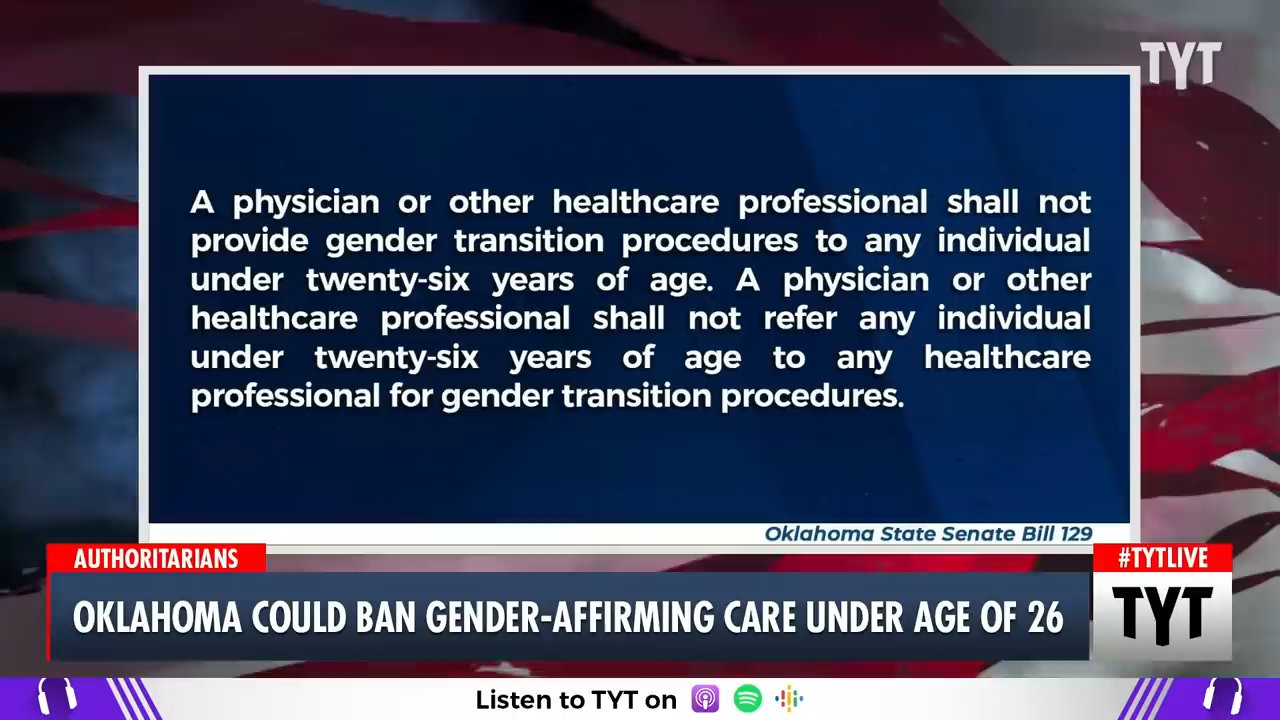 TYT
A physician or other healthcare professional shall not
provide gender transition procedures to any individual
under twenty-six years of age. A physician or other
healthcare professional shall not refer any individual
under twenty-six years of age to any healthcare
professional for gender transition procedures.
Oklahoma State Senate Bill 129
AUTHORITARIANS
#TYTLIVE
OKLAHOMA COULD BAN GENDER-AFFIRMING CARE UNDER AGE OF 26
TYT
Listen to TYT on